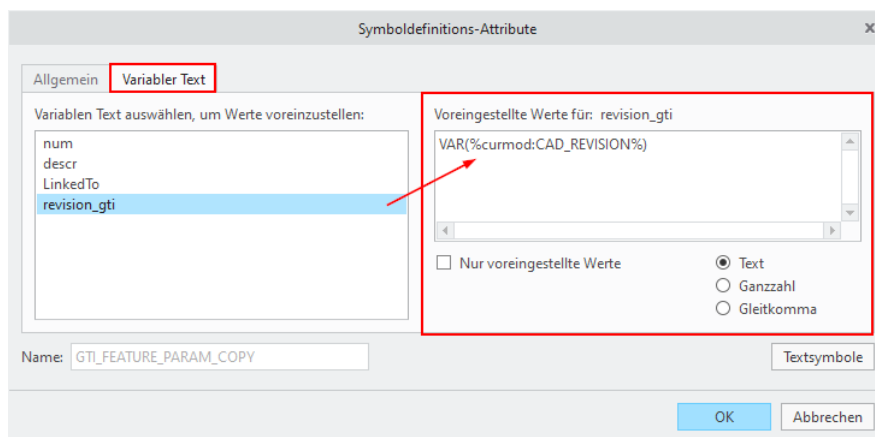 Symboldefinitions-Attribute
Allgemein
Variabler Text
Variablen Text auswählen, um Werte voreinzustellen:
num
descr
LinkedTo
revision_gti
Voreingestellte Werte für: revision_gti
VAR(%curmod:CAD_REVISION%)
Nur voreingestellte Werte
Text
Ganzzahl
Gleitkomma
Name: GTI_FEATURE_PARAM_COPY
Textsymbole
OK
Abbrechen